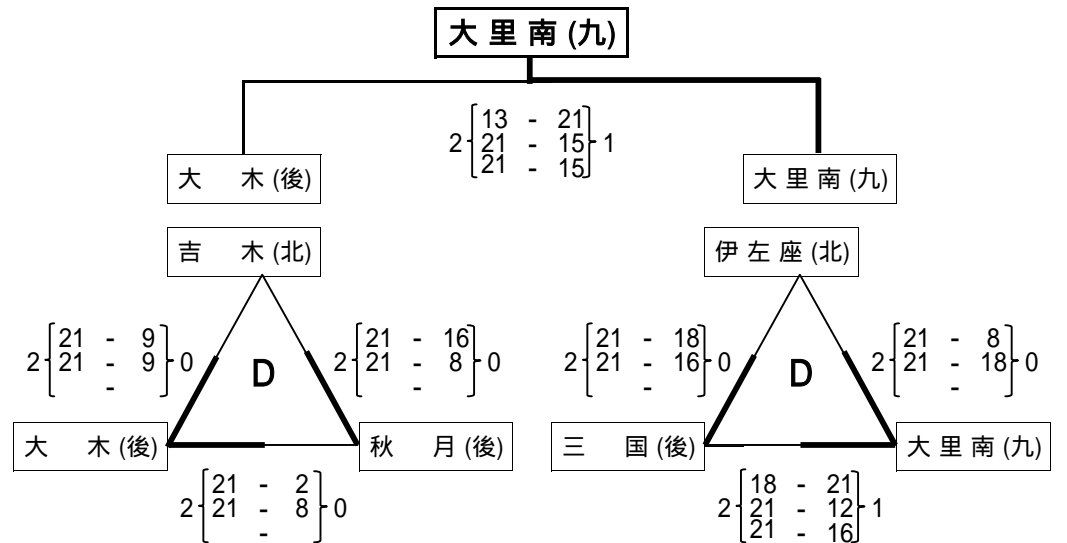 大里南(九)
13 - 21
2 21 - 15 1
21 - 15
大 木(後) 大里南(九)
吉 木(北) 伊左座(北)
21 - 9 21 - 16 21 - 18 21 - 8
2 21 - 9 0 2 21 - 8 0 2 21 - 16 0 2 21 - 18 0
- - - -
D D
大 木(後) 秋 月(後) 三 国(後) 大里南(九)
21 - 2 18 - 21
2 21 - 8 0 2 21 - 12 1
- 21 - 16